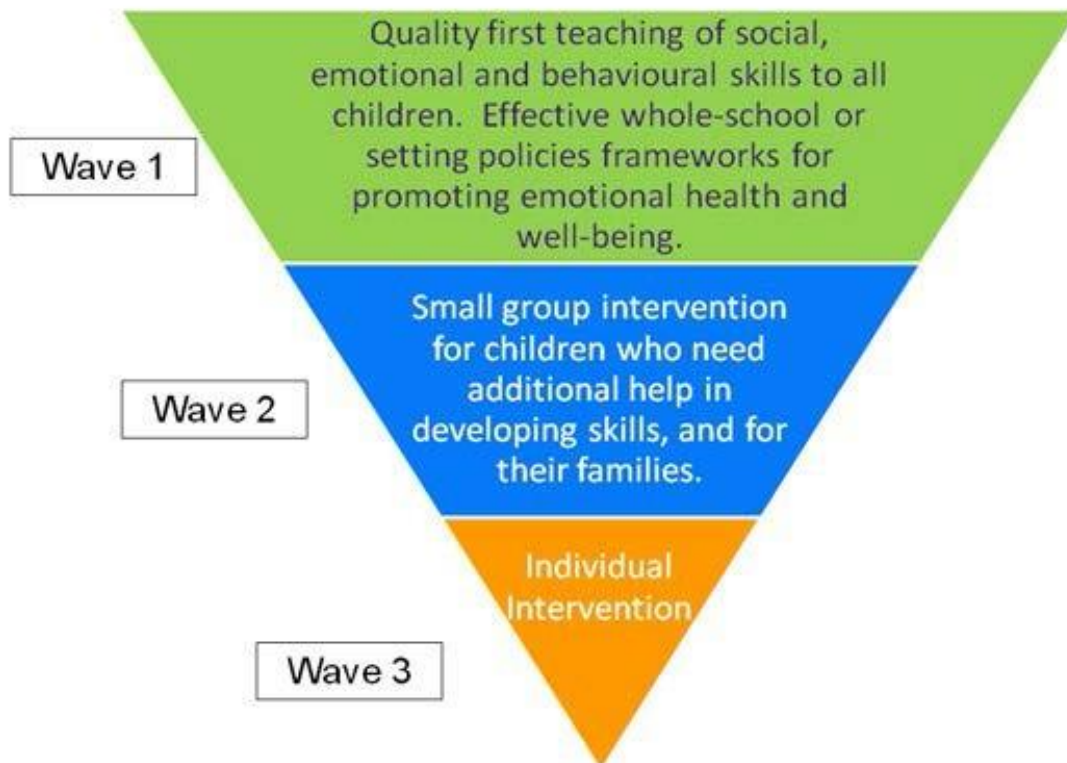 Quality first teaching of social,
emotional and behavioural skills to all
children. Effective whole-school or
setting policies frameworks for
promoting emotional health and
well-being.
Wave 1
Small group intervention
for children who need
additional help in
developing skills, and for
their families.
Wave 2
Individual
Intervention
Wave 3